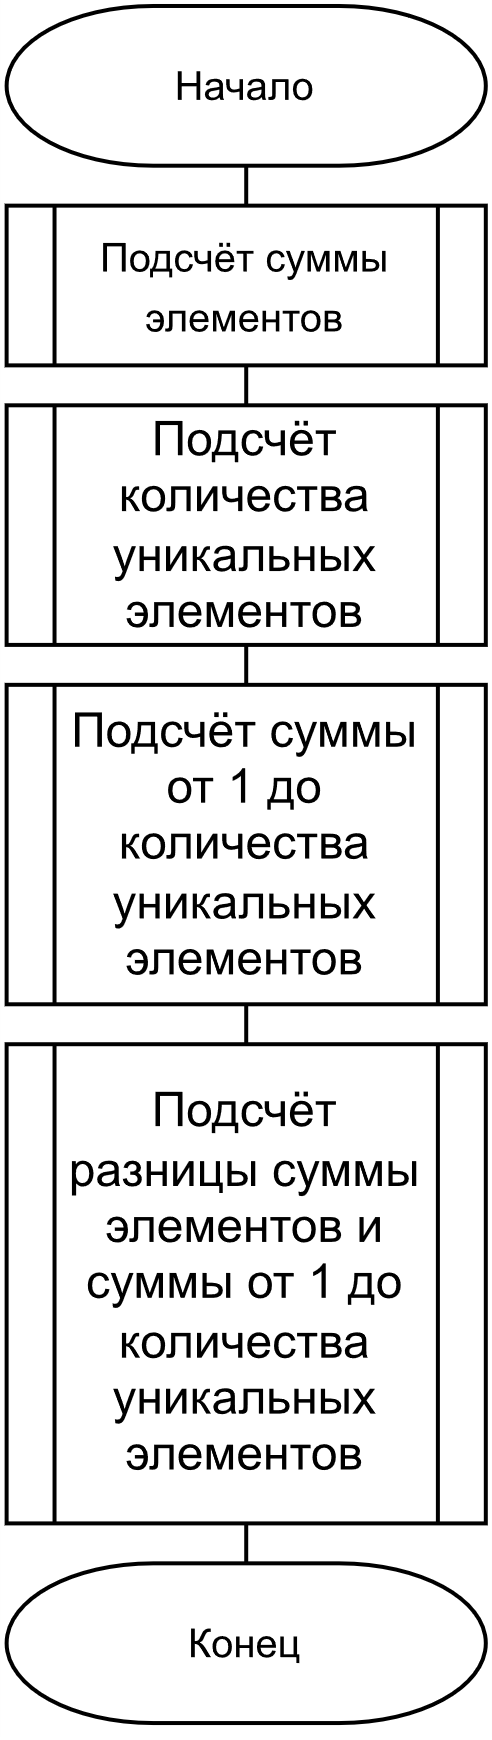 Начало
Подсчёт суммы
элементов
Подсчёт
количества
уникальных
элементов
Подсчёт суммы
от 1 до
количества
уникальных
элементов
Подсчёт
разницы суммы
элементов и
суммы от 1 до
количества
уникальных
элементов
Конец